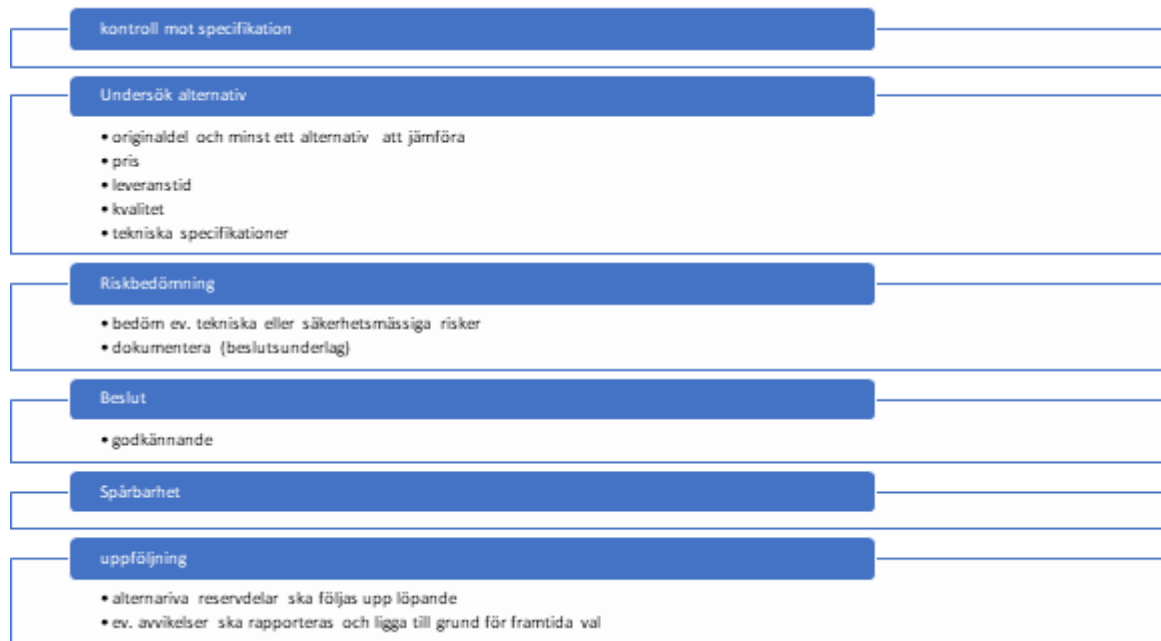 kontroll mot specifikation
Undersök alternativ
• originaldel och minst ett alternativ att jämföra
• pris
• leveranstid
• kvalitet
• tekniska specifikationer
Riskbedömning
• bedöm ev. tekniska eller säkerhetsmässiga risker
• dokumentera (beslutsunderlag)
Beslut
• godkännande
Spårbarhet
uppföljning
• alternariva reservdelar ska följas upp löpande
• ev. avvikelser ska rapporteras och ligga till grund för framtida val